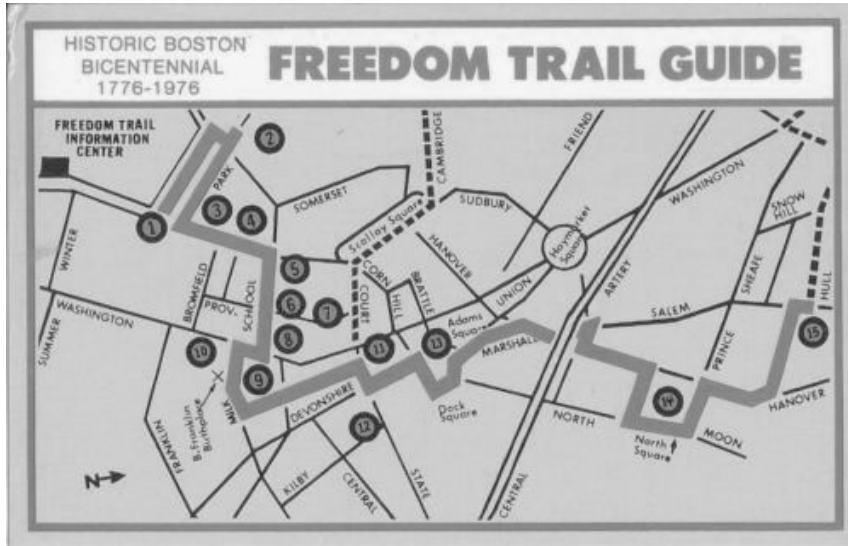 HISTORIC BOSTON
BICENTENNIAL
1776-1976
FREEDOM TRAIL GUIDE
FREEDOM TRAIL
INFORMATION
CENTER
2
PARK
CAMBRIDGE
FRIEND
WASHINGTON
SOMERSET
SUDBURY
Scollay Square
Haymarket
Square
SNOW
HILL
1
3
4
WINTER
HANOVER
UNION
ARTERY
SHEAFE
HULL
5
CORN
HILL
BRATTLE
COURT
BROMFIELD
PROV.
SCHOOL
6
7
8
WASHINGTON
SUMMER
Adams
Square
SALEM
PRINCE
15
10
11
13
MARSHALL
9
B. Franklin
Birthplace
MILK
DEVONSHIRE
Dock
Square
14
HANOVER
NORTH
North
Square
MOON
12
FRANKLIN
N
KILBY
CENTRAL
STATE
CENTRAL